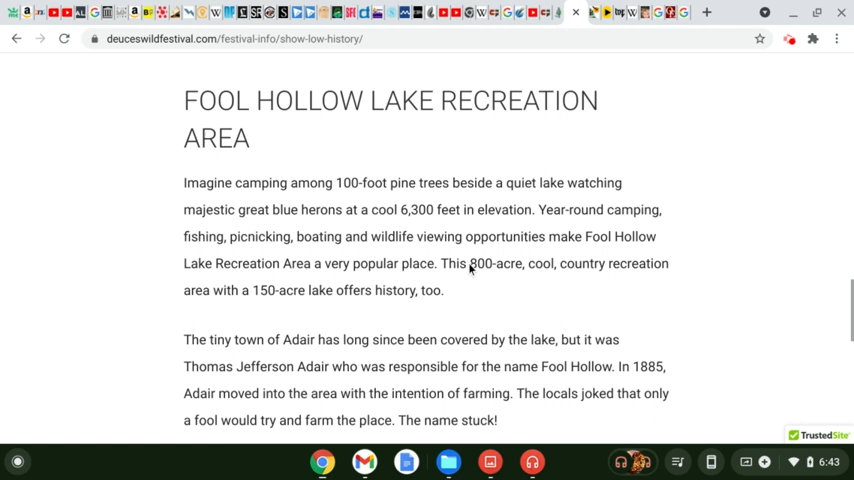 deuceswildfestival.com/festival-info/show-low-history/
FOOL HOLLOW LAKE RECREATION
AREA
Imagine camping among 100-foot pine trees beside a quiet lake watching
majestic great blue herons at a cool 6,300 feet in elevation. Year-round camping,
fishing, picnicking, boating and wildlife viewing opportunities make Fool Hollow
Lake Recreation Area a very popular place. This 800-acre, cool, country recreation
area with a 150-acre lake offers history, too.
The tiny town of Adair has long since been covered by the lake, but it was
Thomas Jefferson Adair who was responsible for the name Fool Hollow. In 1885,
Adair moved into the area with the intention of farming. The locals joked that only
a fool would try and farm the place. The name stuck!
TrustedSite
6:43